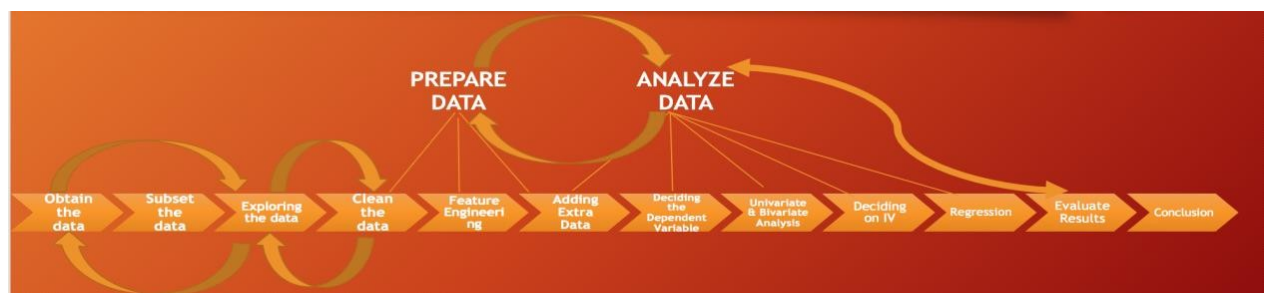 PREPARE
DATA
ANALYZE
DATA
Obtain
the
data
Subset
the
data
Exploring
the data
Clean
the
data
Feature
Engineeri
ng
Adding
Extra
Data
Deciding
the
Dependent
Variable
Univariate
& Bivariate
Analysis
Deciding
on IV
Regression
Evaluate
Results
Conclusion